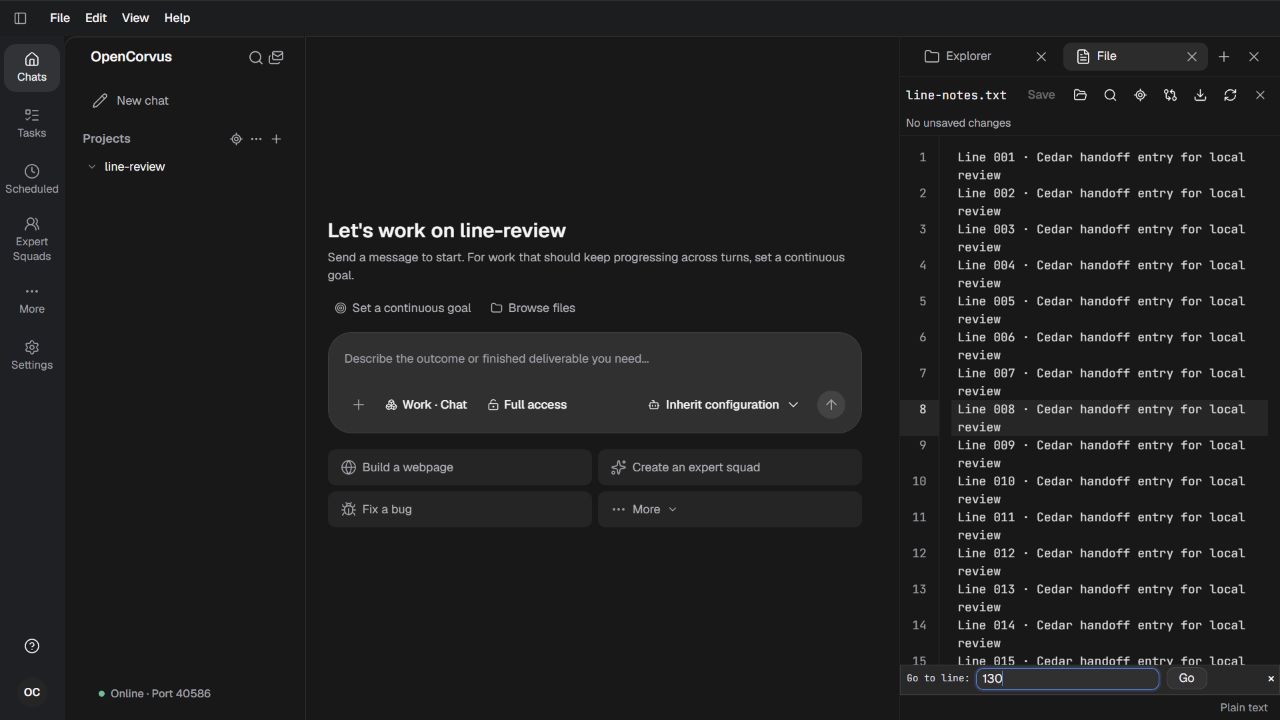 File Edit View Help
OpenCorvus
Chats
Tasks
Scheduled
Expert
Squads
More
Settings
OC
New chat
Projects
line-review
Online · Port 40586
Let's work on line-review
Send a message to start. For work that should keep progressing across turns, set a continuous
goal.
Set a continuous goal Browse files
Describe the outcome or finished deliverable you need...
Work · Chat Full access Inherit configuration
Build a webpage Create an expert squad
Fix a bug More
Explorer File
line-notes.txt Save
No unsaved changes
1 Line 001 · Cedar handoff entry for local
review
2 Line 002 · Cedar handoff entry for local
review
3 Line 003 · Cedar handoff entry for local
review
4 Line 004 · Cedar handoff entry for local
review
5 Line 005 · Cedar handoff entry for local
review
6 Line 006 · Cedar handoff entry for local
review
7 Line 007 · Cedar handoff entry for local
review
8 Line 008 · Cedar handoff entry for local
review
9 Line 009 · Cedar handoff entry for local
review
10 Line 010 · Cedar handoff entry for local
review
11 Line 011 · Cedar handoff entry for local
review
12 Line 012 · Cedar handoff entry for local
review
13 Line 013 · Cedar handoff entry for local
review
14 Line 014 · Cedar handoff entry for local
review
15 Line 015 · Cedar handoff entry for local
Go to line: 130 Go ×
Plain text